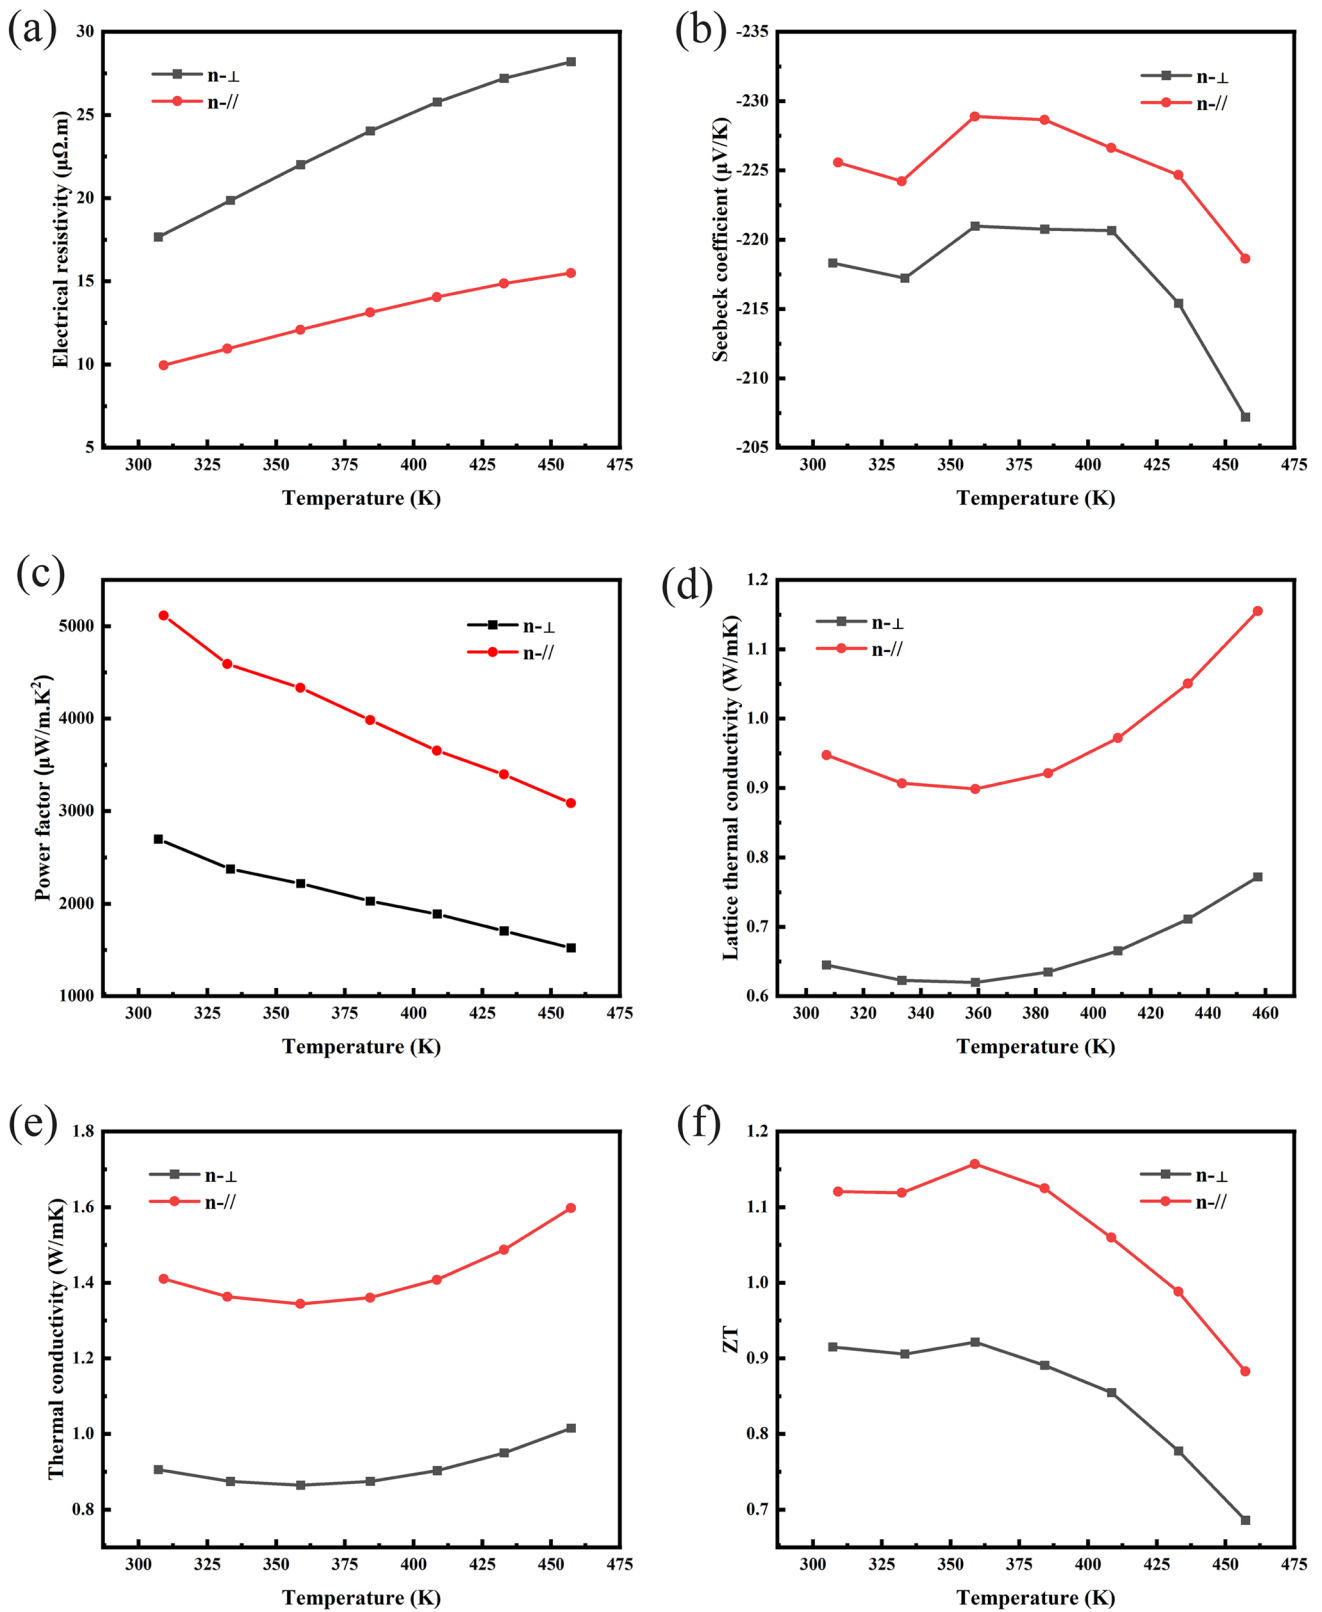 (a)
30
25
20
15
10
5
Electrical resistivity (μΩ.m)
n-⊥
n-//
300 325 350 375 400 425 450 475
Temperature (K)
(b)
-235
-230
-225
-220
-215
-210
-205
Seebeck coefficient (μV/K)
n-⊥
n-//
300 325 350 375 400 425 450 475
Temperature (K)
(c)
5000
4000
3000
2000
1000
Power factor (μW/m.K²)
n-⊥
n-//
300 325 350 375 400 425 450 475
Temperature (K)
(d)
1.2
1.1
1.0
0.9
0.8
0.7
0.6
Lattice thermal conductivity (W/mK)
n-⊥
n-//
300 320 340 360 380 400 420 440 460
Temperature (K)
(e)
1.8
1.6
1.4
1.2
1.0
0.8
Thermal conductivity (W/mK)
n-⊥
n-//
300 325 350 375 400 425 450 475
Temperature (K)
(f)
1.2
1.1
1.0
0.9
0.8
0.7
ZT
n-⊥
n-//
300 325 350 375 400 425 450 475
Temperature (K)